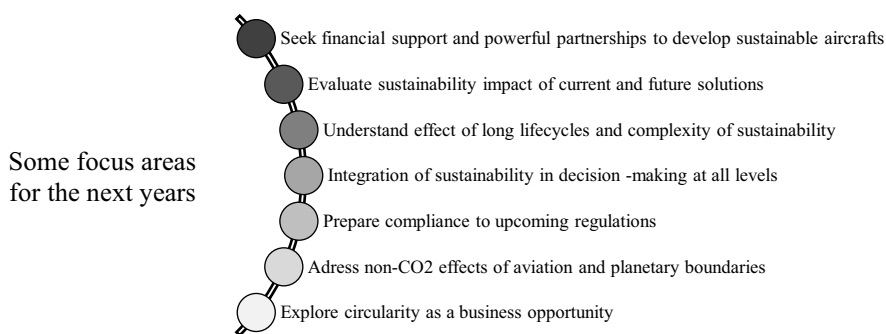 Seek financial support and powerful partnerships to develop sustainable aircrafts
Evaluate sustainability impact of current and future solutions
Understand effect of long lifecycles and complexity of sustainability
Some focus areas
for the next years
Integration of sustainability in decision -making at all levels
Prepare compliance to upcoming regulations
Adress non-CO2 effects of aviation and planetary boundaries
Explore circularity as a business opportunity